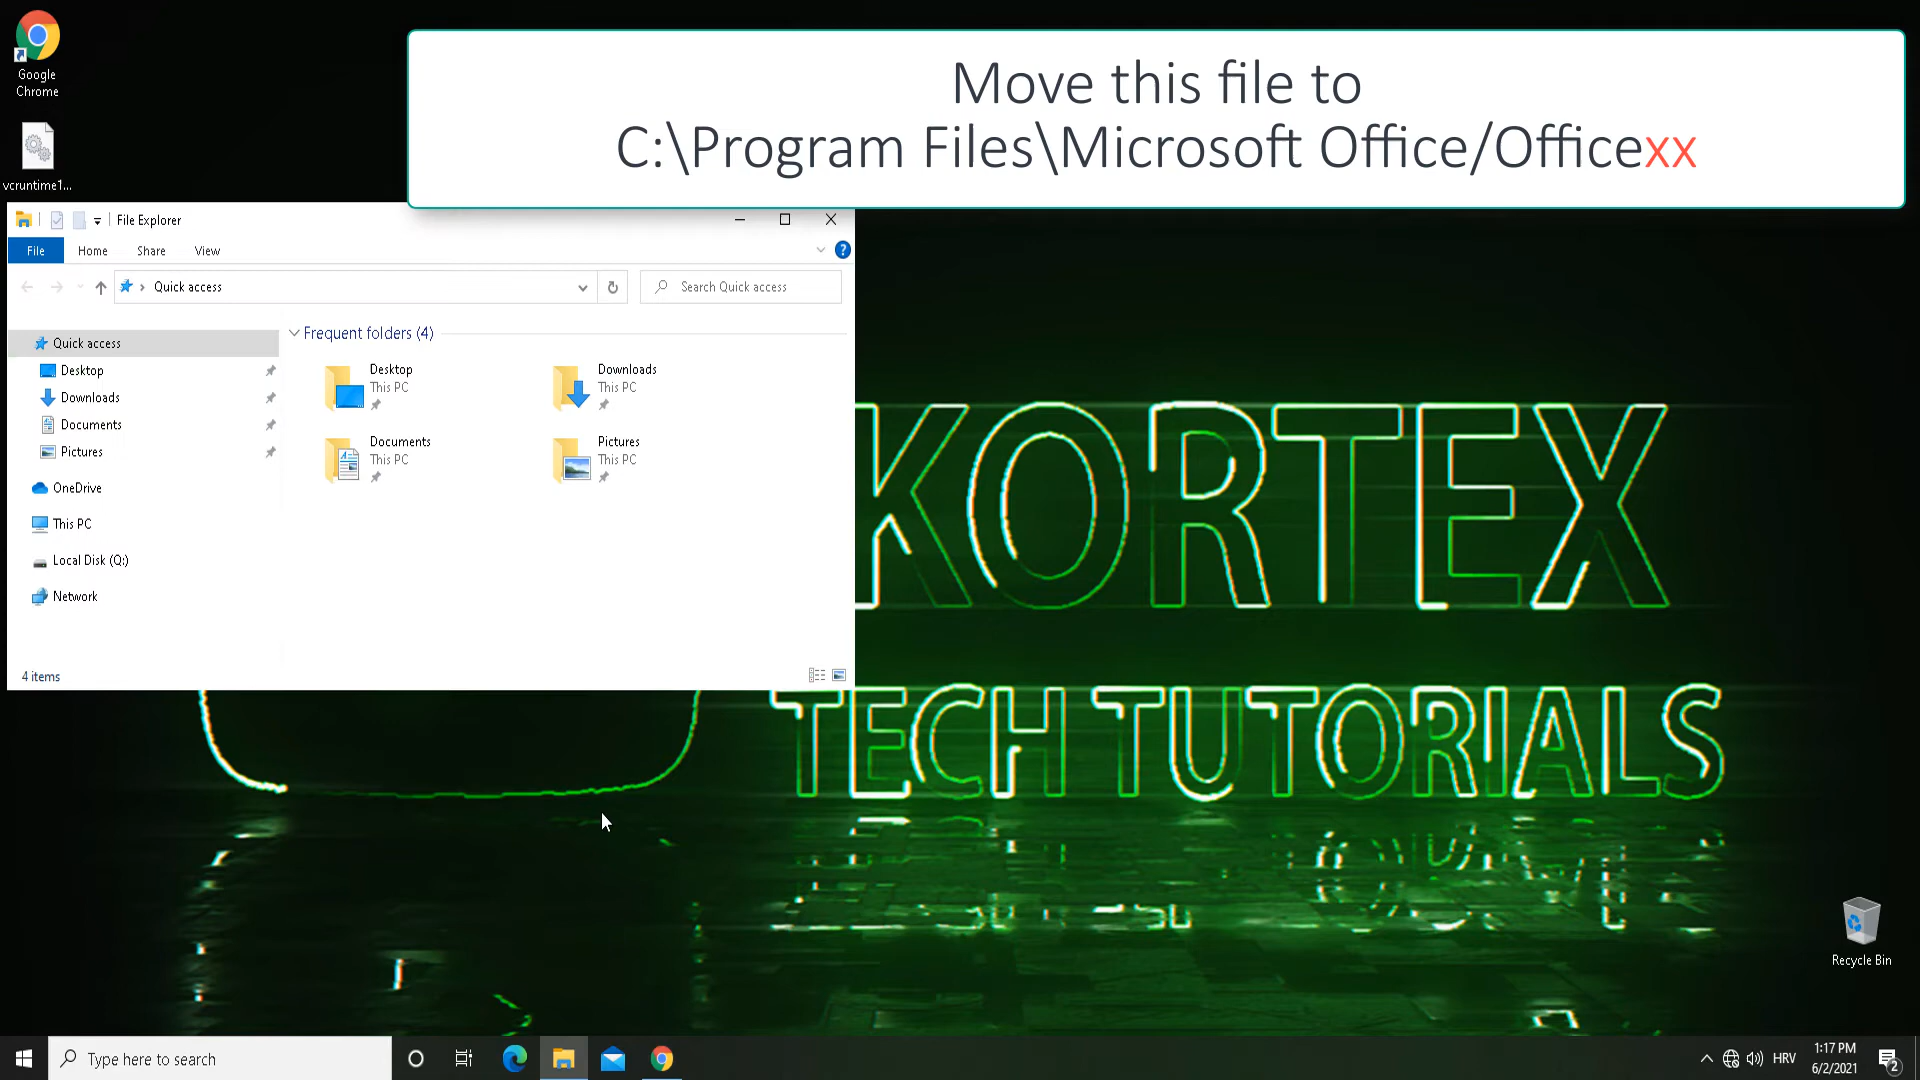 Google
Chrome
vcruntime1...
Move this file to
C:\Program Files\Microsoft Office/Officexx
File Explorer
File
Home
Share
View
?
Quick access
Search Quick access
Quick access
Desktop
Downloads
Documents
Pictures
OneDrive
This PC
Local Disk (Q:)
Network
Frequent folders (4)
Desktop
This PC
Downloads
This PC
Documents
This PC
Pictures
This PC
4 items
KORTEX
TECH TUTORIALS
Recycle Bin
Type here to search
HRV
1:17 PM
6/2/2021
2